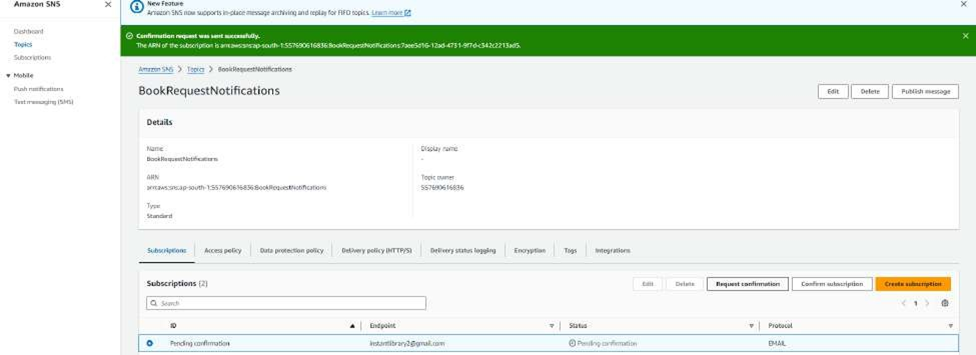 Amazon SNS
New Feature
Amazon SNS now supports in-place message archiving and replay for FIFO topics. Learn more
Dashboard
Topics
Subscriptions
Mobile
Push notifications
Text messaging (SMS)
Confirmation request was sent successfully.
The ARN of the subscription is arn:aws:sns:ap-south-1:557690616836:BookRequestNotifications:7aee5d16-12ad-4731-9f7d-c342c2213ad5.
Amazon SNS > Topics > BookRequestNotifications
BookRequestNotifications
Edit Delete Publish message
Details
Name
BookRequestNotifications
Display name
-
ARN
arn:aws:sns:ap-south-1:557690616836:BookRequestNotifications
Topic owner
557690616836
Type
Standard
Subscriptions Access policy Data protection policy Delivery policy (HTTP/S) Delivery status logging Encryption Tags Integrations
Subscriptions (2)
Edit Delete Request confirmation Confirm subscription Create subscription
Search
1
ID Endpoint Status Protocol
Pending confirmation instantlibrary2@gmail.com Pending confirmation EMAIL